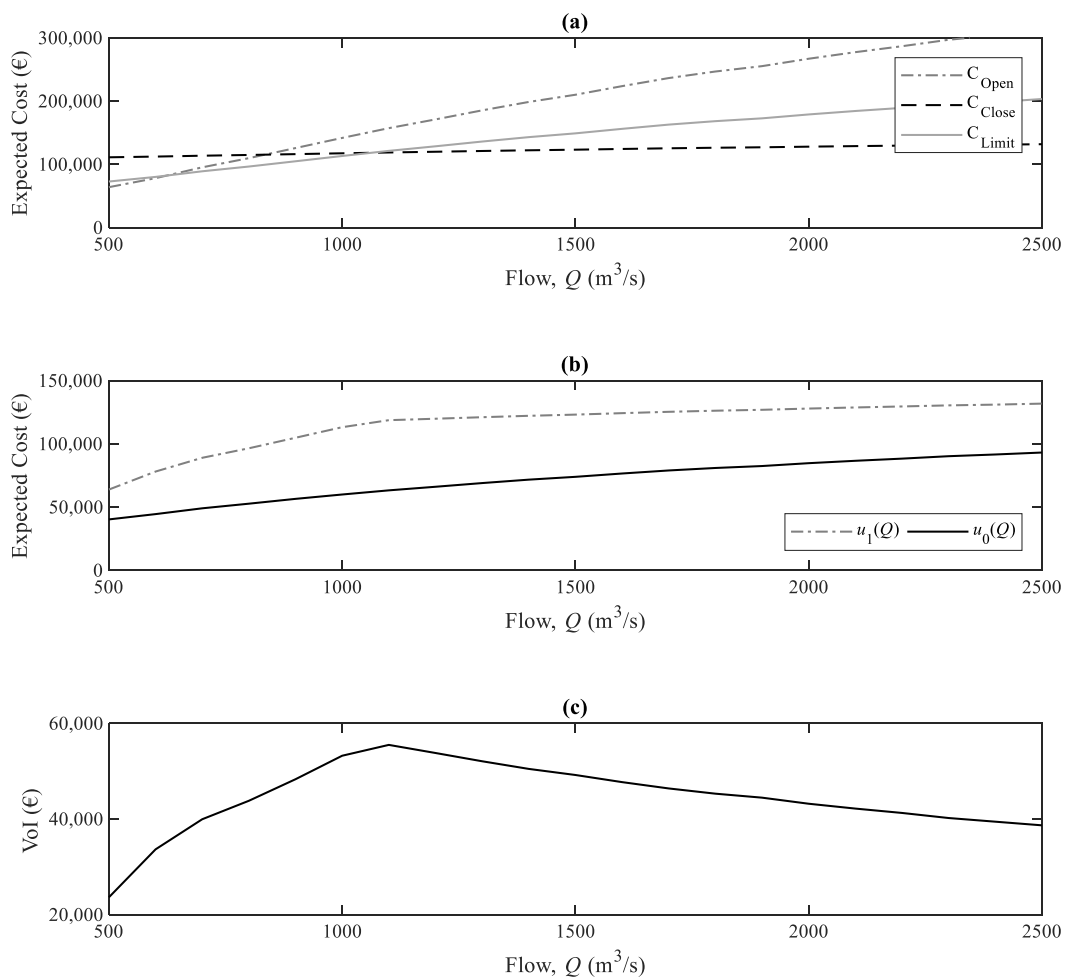 (a)
300,000
200,000
100,000
0
Expected Cost (€)
C_Open
C_Close
C_Limit
500 1000 1500 2000 2500
Flow, Q (m³/s)
(b)
150,000
100,000
50,000
0
Expected Cost (€)
u₁(Q) u₀(Q)
500 1000 1500 2000 2500
Flow, Q (m³/s)
(c)
60,000
40,000
20,000
VoI (€)
500 1000 1500 2000 2500
Flow, Q (m³/s)